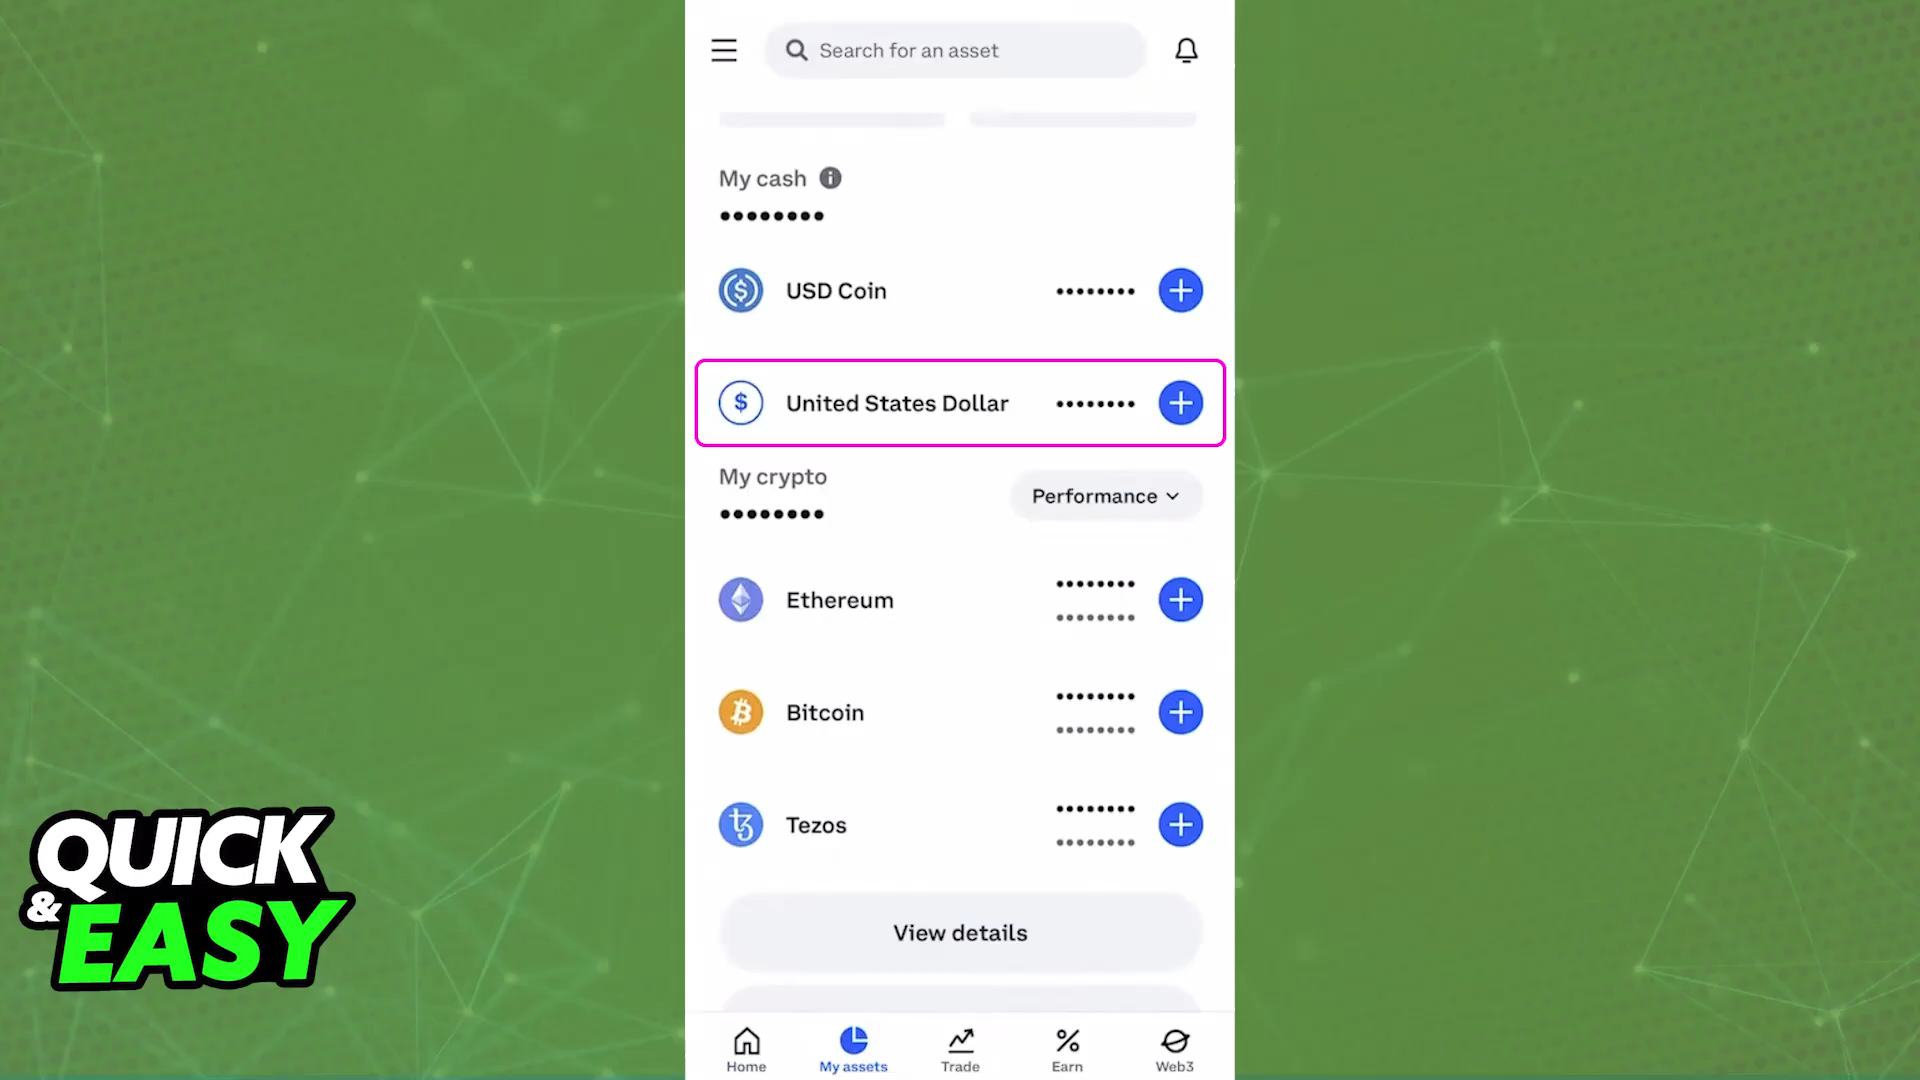 Search for an asset
My cash
••••••••
USD Coin ••••••••
United States Dollar ••••••••
My crypto
••••••••
Performance
Ethereum ••••••••
••••••••
Bitcoin ••••••••
••••••••
Tezos ••••••••
••••••••
View details
Home My assets Trade Earn Web3
QUICK
& EASY